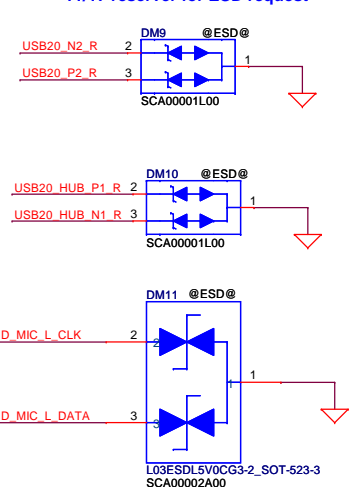 DM9 @ESD@
USB20_N2_R 2
1
USB20_P2_R 3
SCA00001L00
DM10 @ESD@
USB20_HUB_P1_R 2
1
USB20_HUB_N1_R 3
SCA00001L00
DM11 @ESD@
D_MIC_L_CLK 2 2
1 1
D_MIC_L_DATA 3 3
L03ESDL5V0CG3-2_SOT-523-3
SCA00002A00